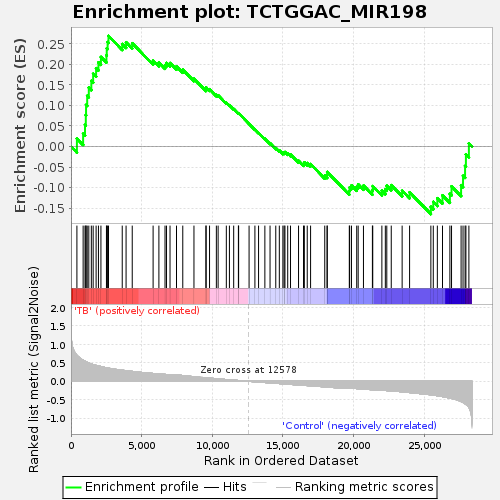 Enrichment plot: TCTGGAC_MIR198
Enrichment score (ES)
0.25
0.20
0.15
0.10
0.05
0.00
-0.05
-0.10
-0.15
'TB' (positively correlated)
Ranked list metric (Signal2Noise)
2.0
1.5
1.0
0.5
0.0
-0.5
-1.0
Zero cross at 12578
'Control' (negatively correlated)
0
5,000
10,000
15,000
20,000
25,000
Rank in Ordered Dataset
Enrichment profile
Hits
Ranking metric scores